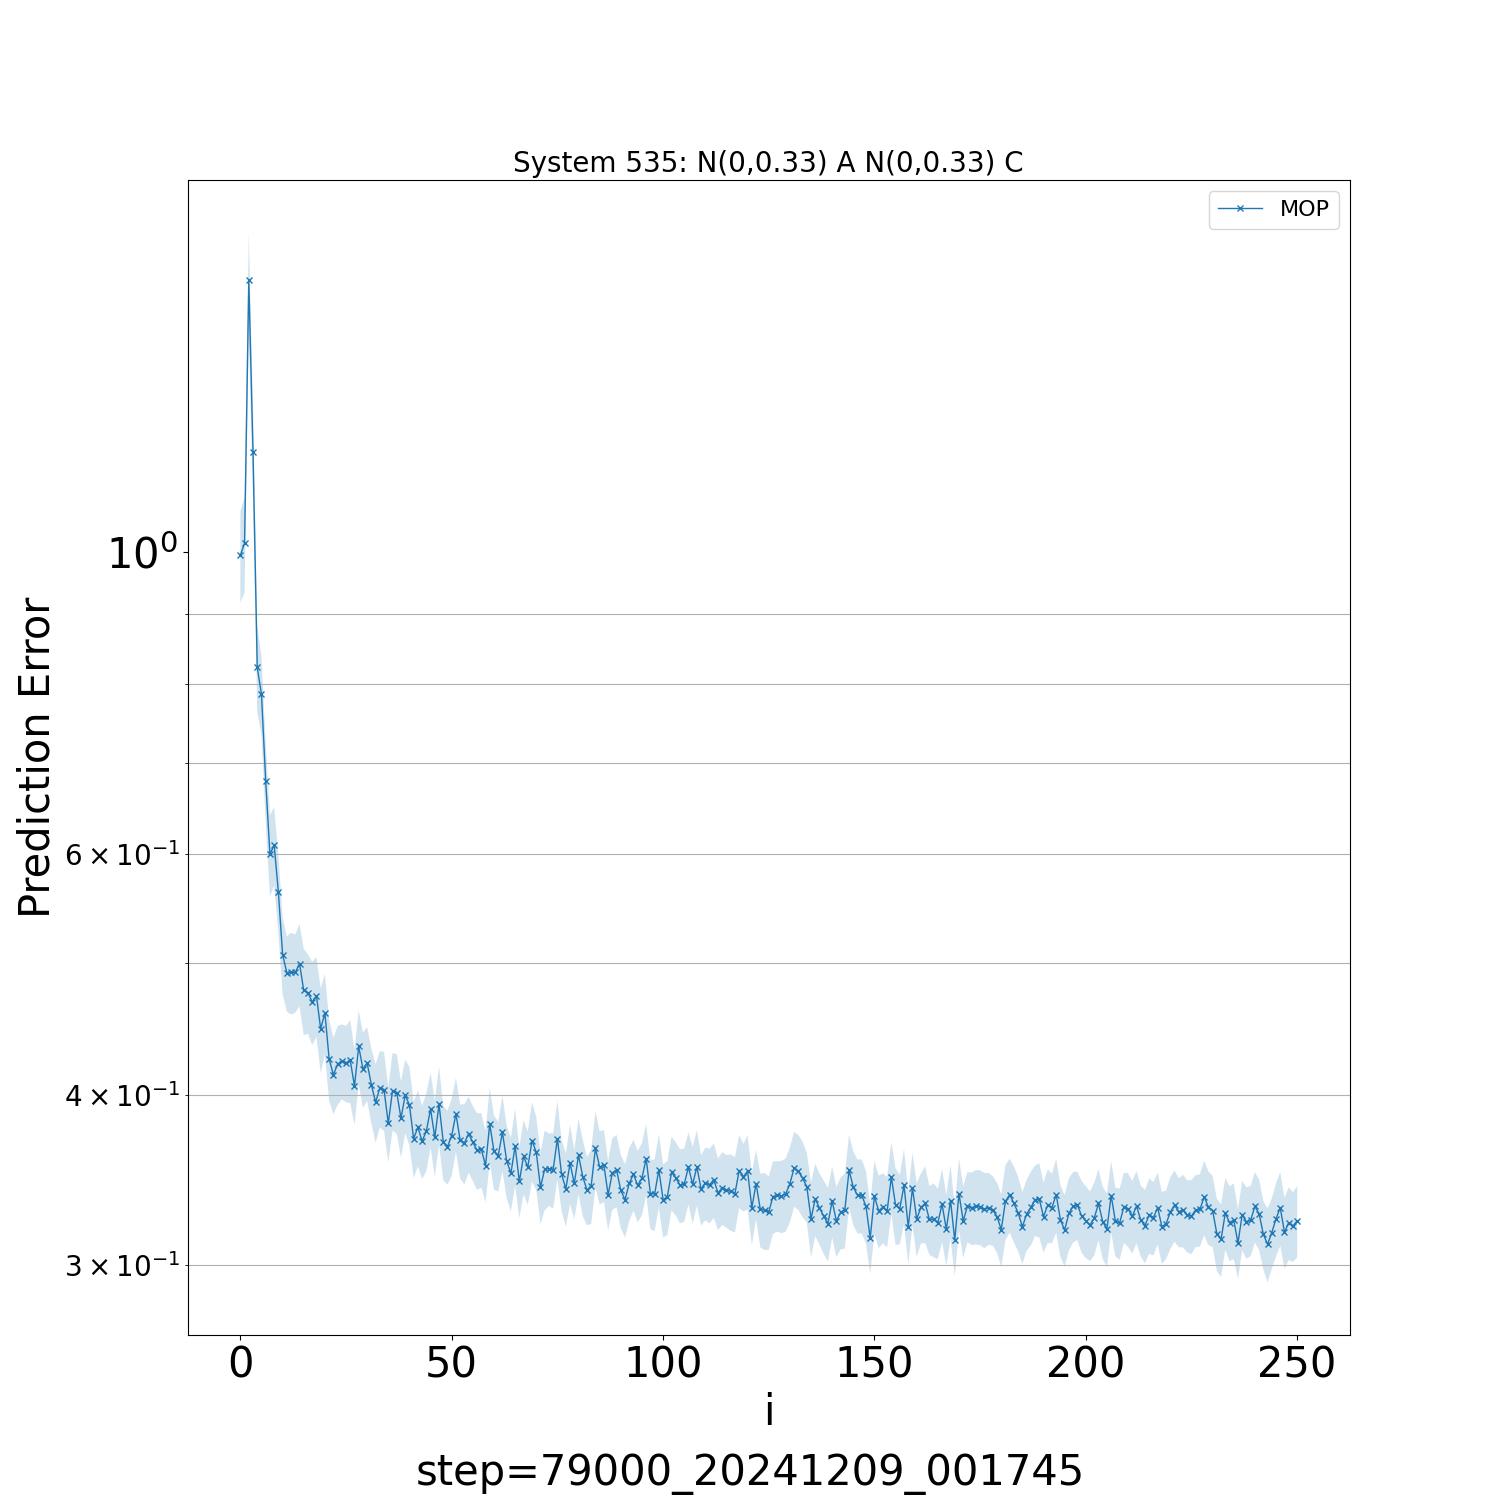 System 535: N(0,0.33) A N(0,0.33) C
MOP
10⁰
6 × 10⁻¹
4 × 10⁻¹
3 × 10⁻¹
Prediction Error
0 50 100 150 200 250
i
step=79000_20241209_001745